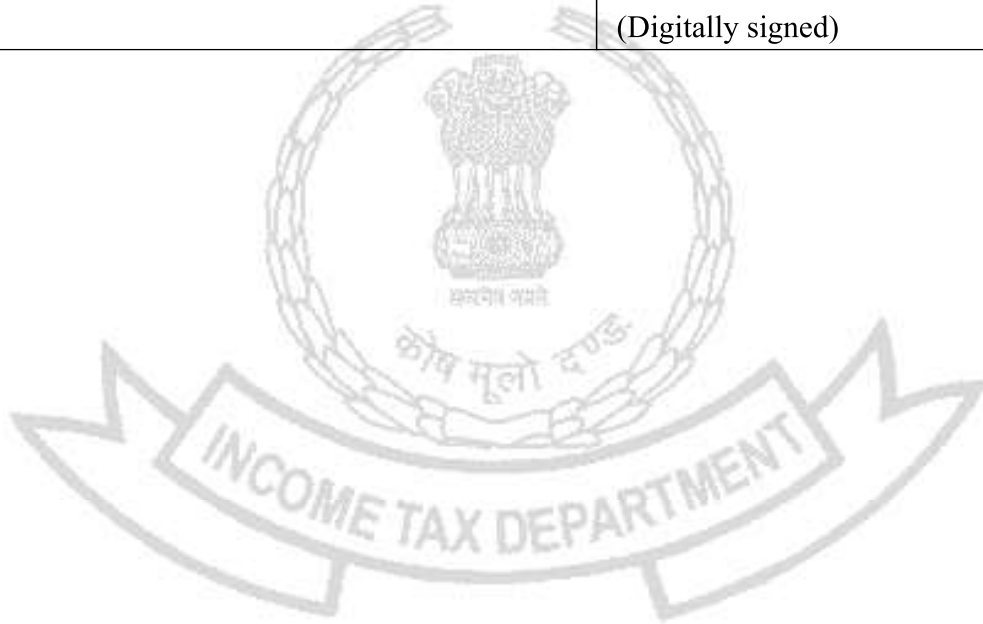 (Digitally signed)
सत्यमेव जयते
कोष मूलो दण्डः
INCOME TAX DEPARTMENT